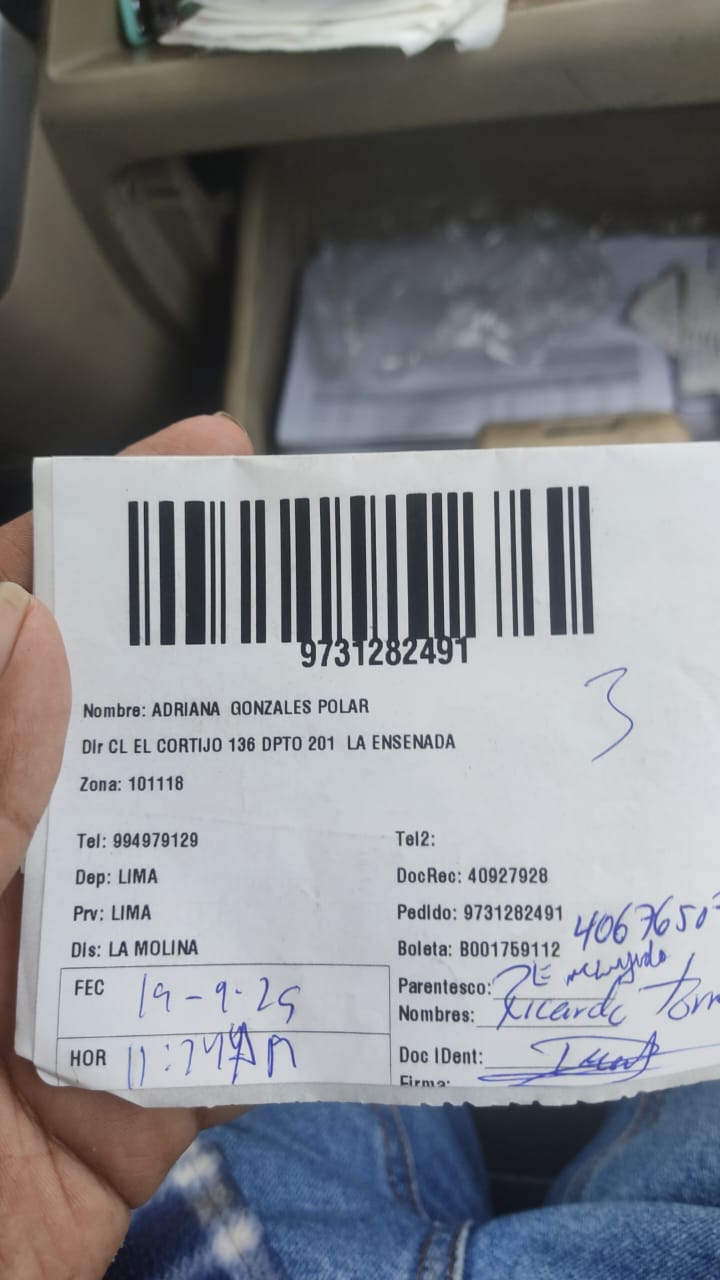 9731282491
3
Nombre: ADRIANA GONZALES POLAR
Dir CL EL CORTIJO 136 DPTO 201 LA ENSENADA
Zona: 101118
Tel: 994979129
Tel2:
Dep: LIMA
DocRec: 40927928
Prv: LIMA
Pedido: 9731282491
Dis: LA MOLINA
Boleta: B001759112
4067650
FEC 19-9-25
Parentesco:
Nombres: Ricardo
HOR
Doc IDent:
Firma: